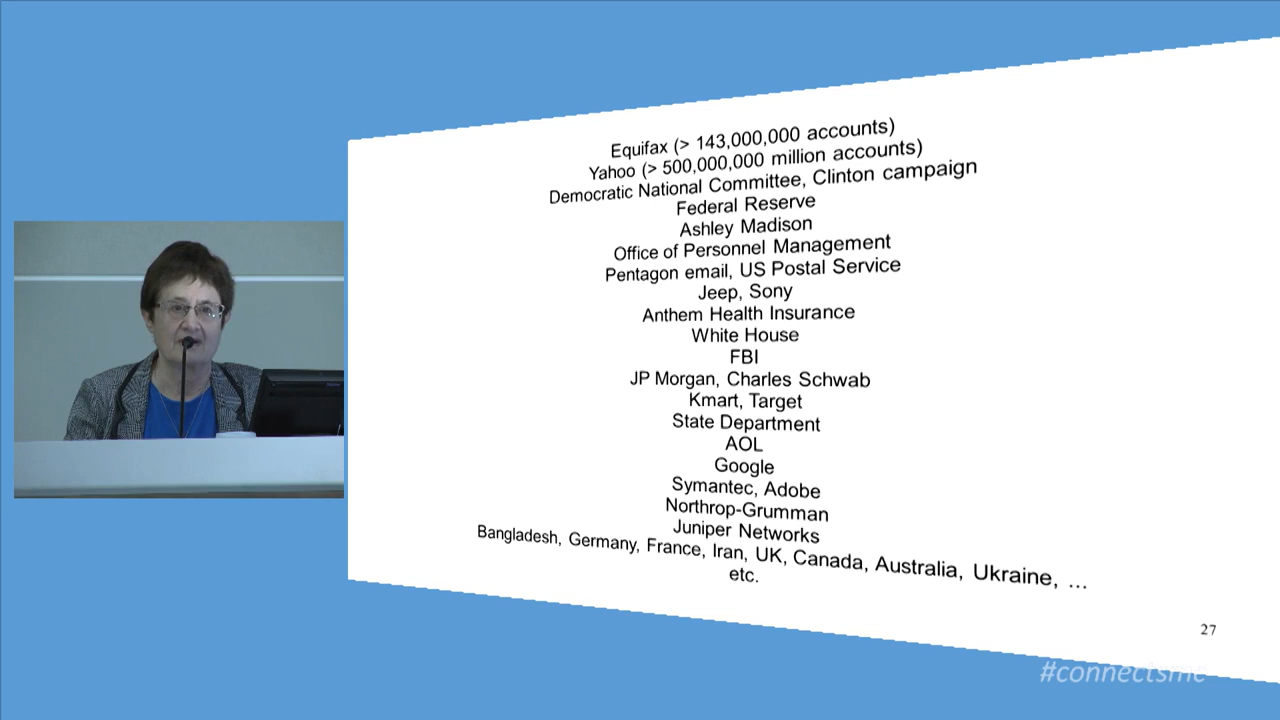 Equifax (> 143,000,000 accounts)
Yahoo (> 500,000,000 million accounts)
Democratic National Committee, Clinton campaign
Federal Reserve
Ashley Madison
Office of Personnel Management
Pentagon email, US Postal Service
Jeep, Sony
Anthem Health Insurance
White House
FBI
JP Morgan, Charles Schwab
Kmart, Target
State Department
AOL
Google
Symantec, Adobe
Northrop-Grumman
Juniper Networks
Bangladesh, Germany, France, Iran, UK, Canada, Australia, Ukraine, ...
etc.
27
#connectsmc